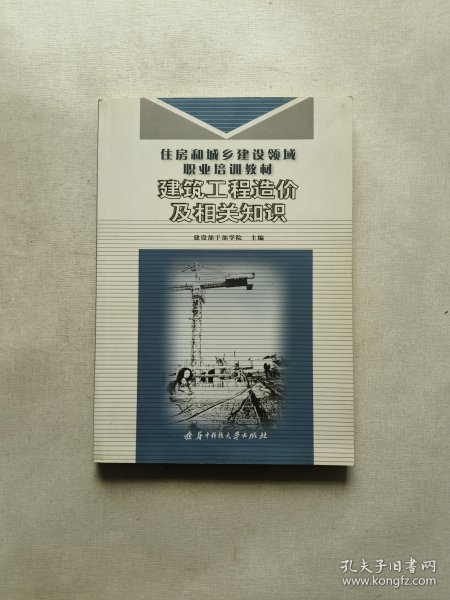 住房和城乡建设领域
职业培训教材
建筑工程造价
及相关知识
建设部干部学院 主编
华中科技大学出版社
孔夫子旧书网
www.kongfz.com